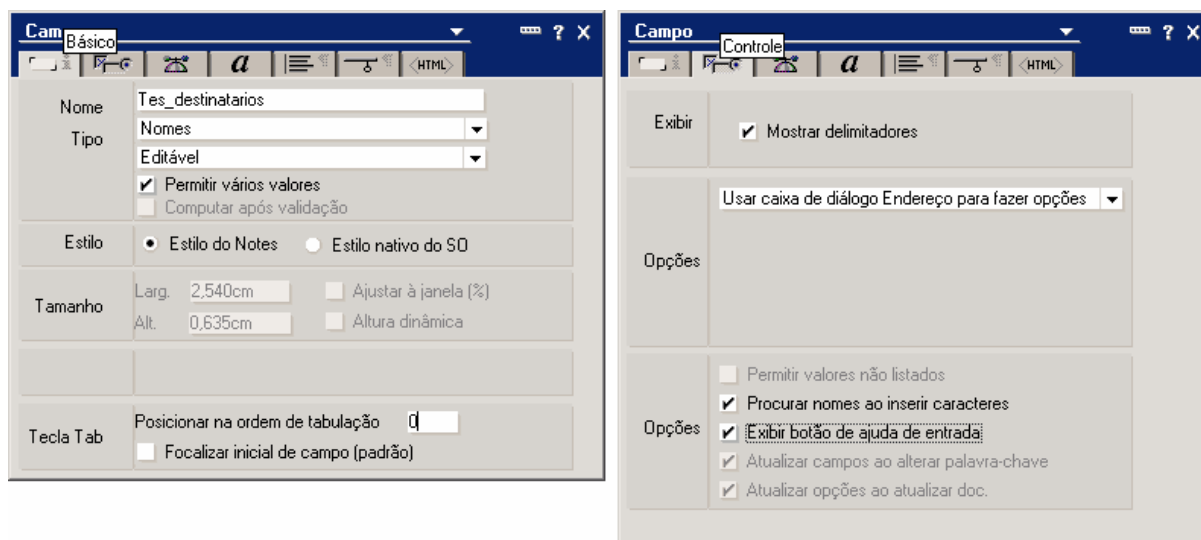 Cam
Básico
a
<HTML>
Nome
Tes_destinatarios
Tipo
Nomes
Editável
Permitir vários valores
Computar após validação
Estilo
Estilo do Notes
Estilo nativo do SO
Tamanho
Larg. 2,540cm
Ajustar à janela (%)
Alt. 0,635cm
Altura dinâmica
Tecla Tab
Posicionar na ordem de tabulação 0
Focalizar inicial de campo (padrão)
Campo
Controle
a
<HTML>
Exibir
Mostrar delimitadores
Opções
Usar caixa de diálogo Endereço para fazer opções
Opções
Permitir valores não listados
Procurar nomes ao inserir caracteres
Exibir botão de ajuda de entrada
Atualizar campos ao alterar palavra-chave
Atualizar opções ao atualizar doc.